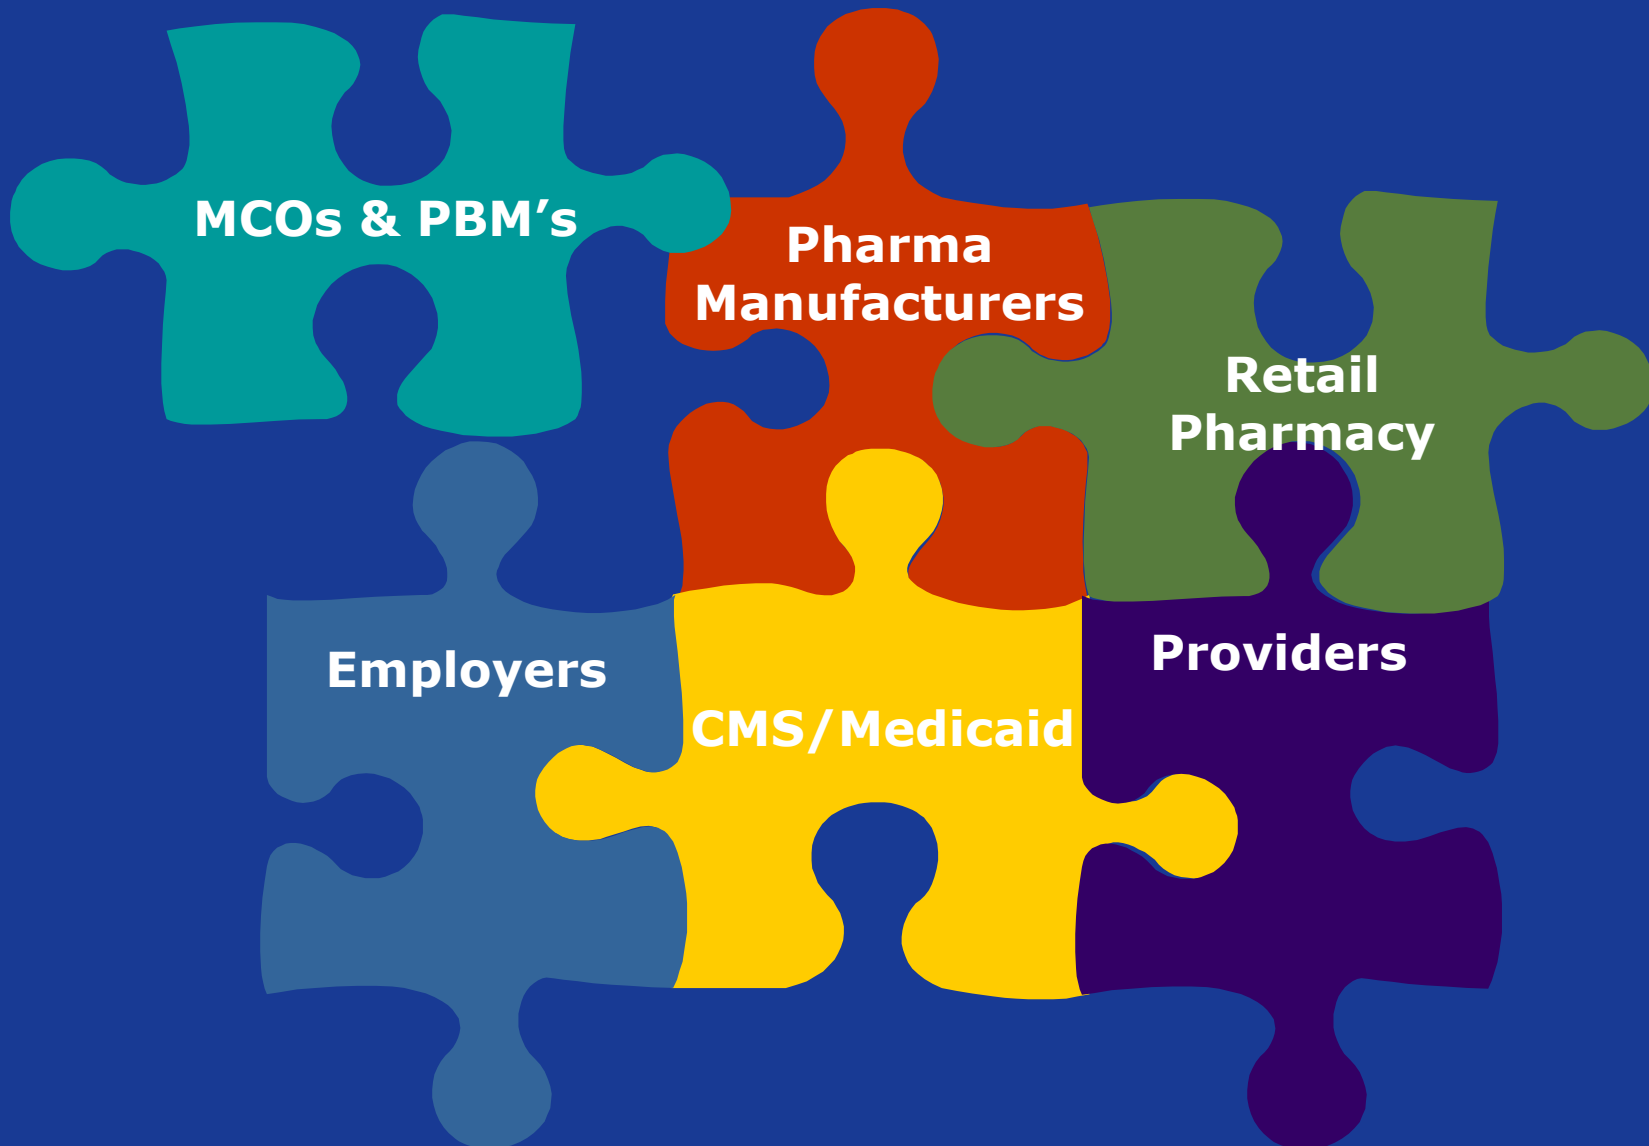 MCOs & PBM’s
Pharma
Manufacturers
Retail
Pharmacy
Employers
CMS/Medicaid
Providers